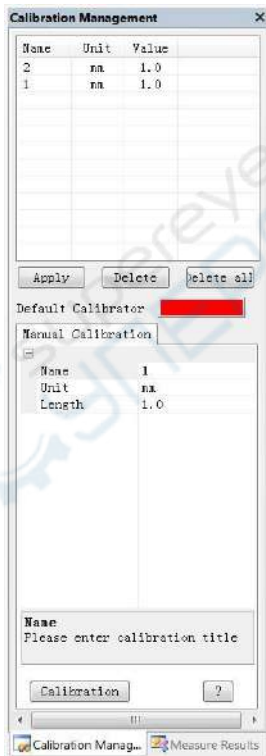 Calibration Management ×
Name Unit Value
2 mm 1.0
1 mm 1.0
Apply Delete Delete all
Default Calibrator
Manual Calibration
Name 1
Unit mm
Length 1.0
Name
Please enter calibration title
Calibration ?
Calibration Manag... Measure Results